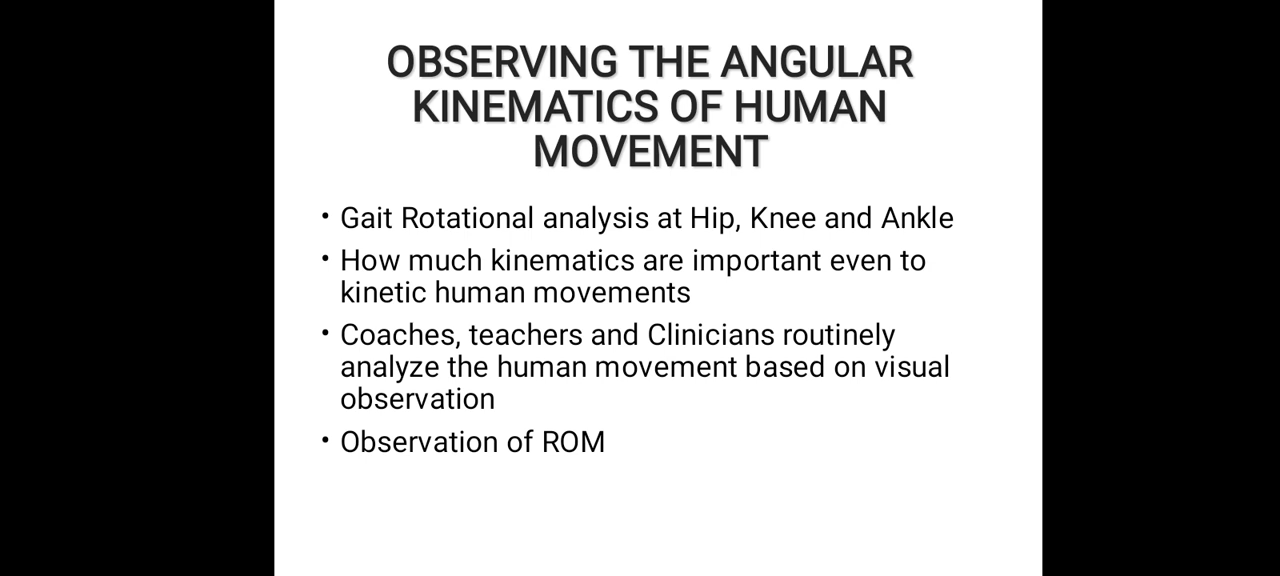 OBSERVING THE ANGULAR
KINEMATICS OF HUMAN
MOVEMENT
• Gait Rotational analysis at Hip, Knee and Ankle
• How much kinematics are important even to
kinetic human movements
• Coaches, teachers and Clinicians routinely
analyze the human movement based on visual
observation
• Observation of ROM